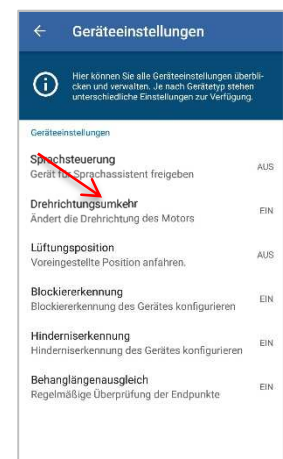 Geräteeinstellungen
Hier können Sie alle Geräteeinstellungen überbli-
cken und verwalten. Je nach Gerätetyp stehen
unterschiedliche Einstellungen zur Verfügung.
Geräteeinstellungen
Sprachsteuerung
Gerät für Sprachassistent freigeben
AUS
Drehrichtungsumkehr
Ändert die Drehrichtung des Motors
EIN
Lüftungsposition
Voreingestellte Position anfahren.
AUS
Blockiererkennung
Blockiererkennung des Gerätes konfigurieren
EIN
Hinderniserkennung
Hinderniserkennung des Gerätes konfigurieren
EIN
Behanglängenausgleich
Regelmäßige Überprüfung der Endpunkte
EIN